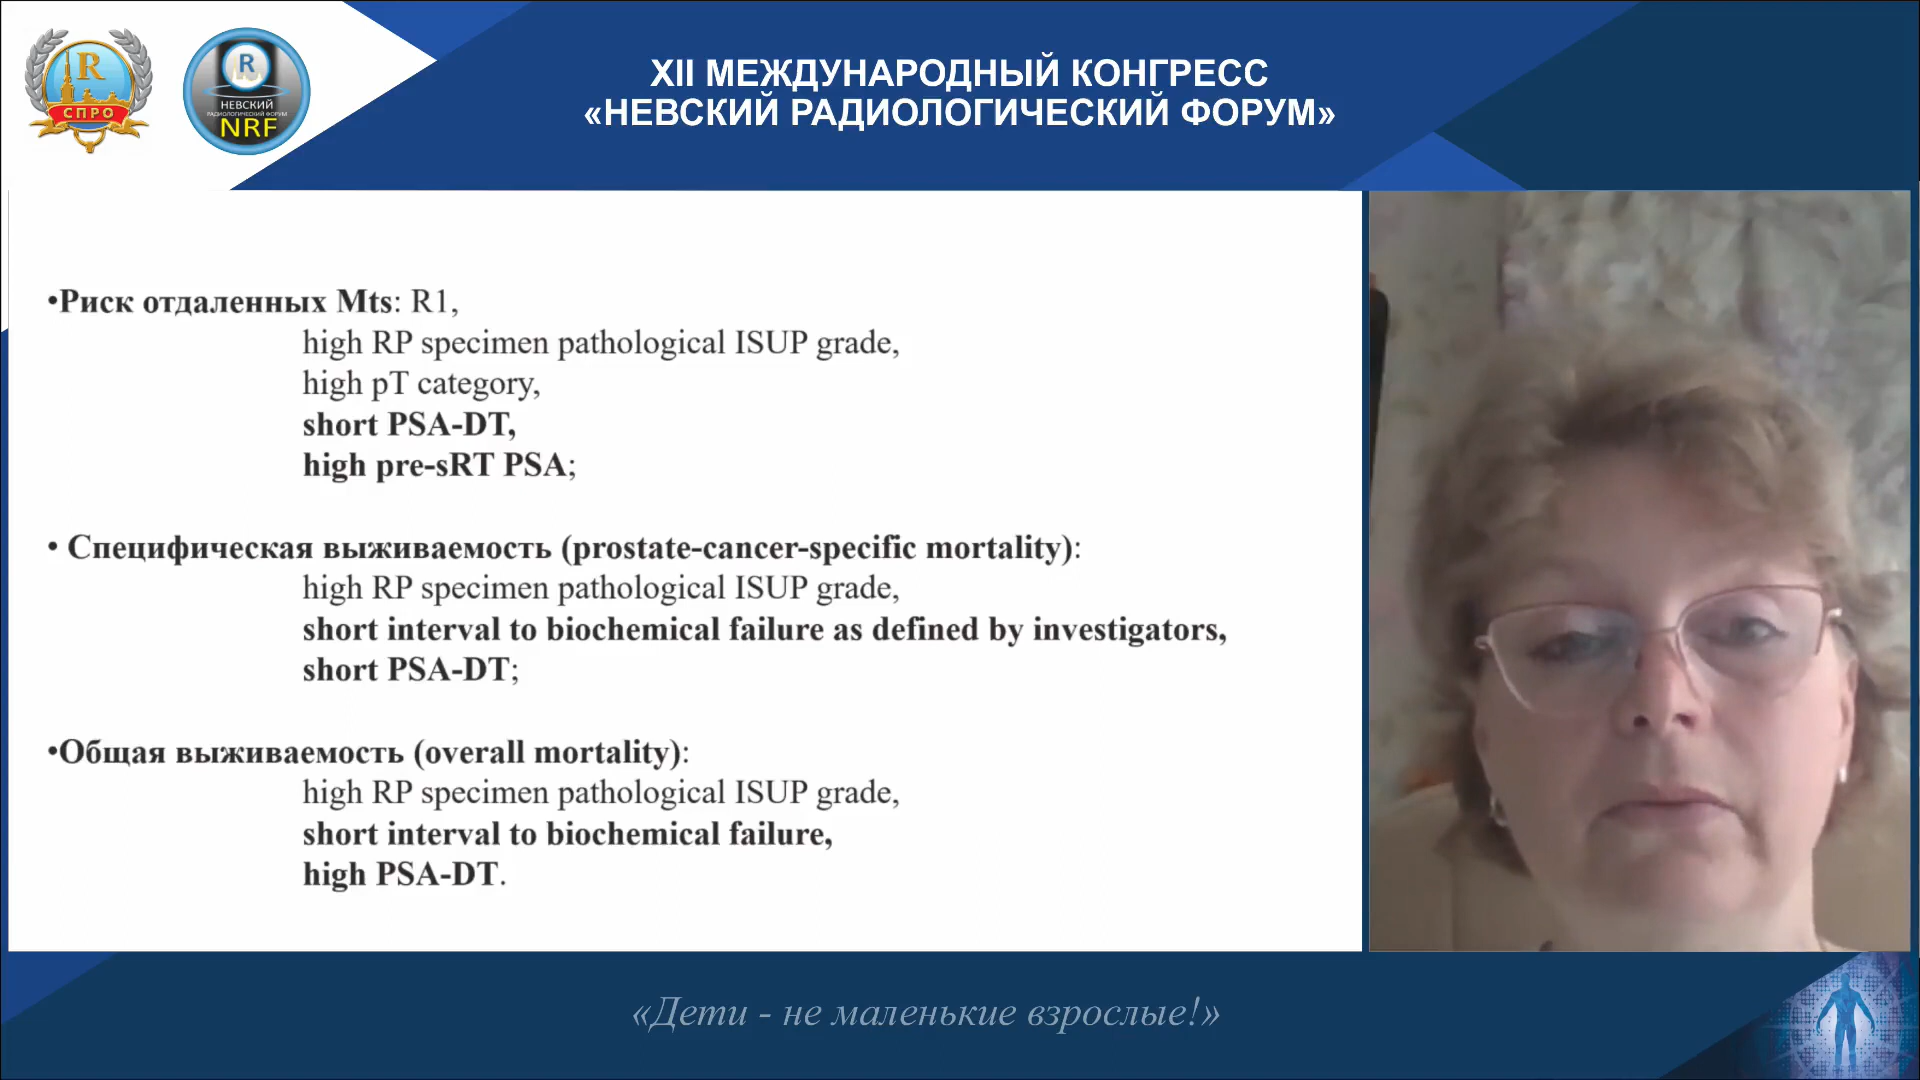 R
СПРО
R
НЕВСКИЙ
РАДИОЛОГИЧЕСКИЙ ФОРУМ
NRF
XII МЕЖДУНАРОДНЫЙ КОНГРЕСС
«НЕВСКИЙ РАДИОЛОГИЧЕСКИЙ ФОРУМ»
•Риск отдаленных Mts: R1,
high RP specimen pathological ISUP grade,
high pT category,
short PSA-DT,
high pre-sRT PSA;
• Специфическая выживаемость (prostate-cancer-specific mortality):
high RP specimen pathological ISUP grade,
short interval to biochemical failure as defined by investigators,
short PSA-DT;
•Общая выживаемость (overall mortality):
high RP specimen pathological ISUP grade,
short interval to biochemical failure,
high PSA-DT.
«Дети - не маленькие взрослые!»